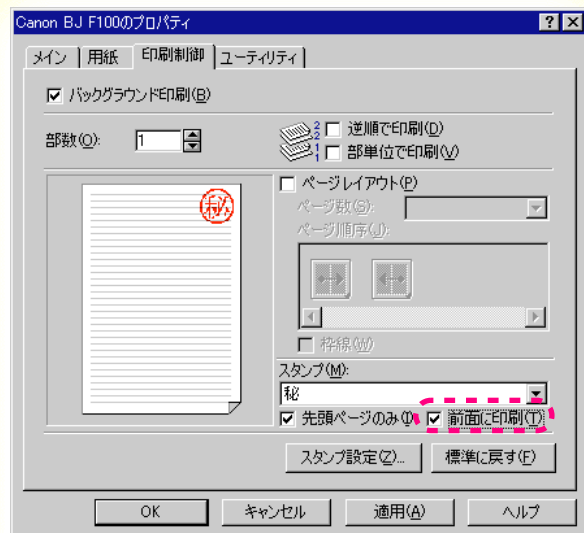 Canon BJ F100のプロパティ
メイン 用紙 印刷制御 ユーティリティ
バックグラウンド印刷(B)
部数(O): 1
2 2 1 1
逆順で印刷(D)
部単位で印刷(V)
秘
ページレイアウト(P)
ページ数(S):
ページ順序(J):
枠線(W)
スタンプ(M):
秘
先頭ページのみ(I) 前面に印刷(T)
スタンプ設定(Z)... 標準に戻す(F)
OK キャンセル 適用(A) ヘルプ